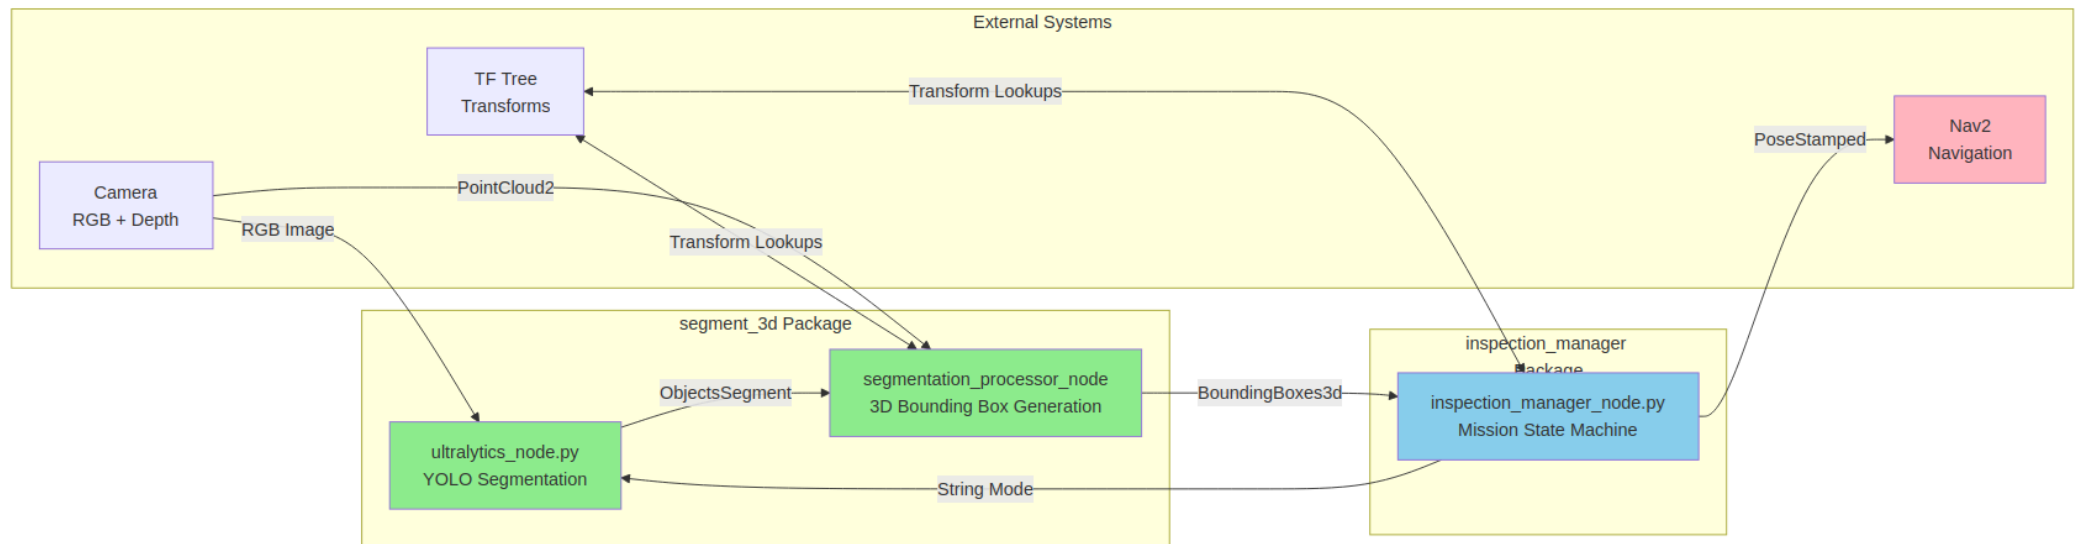 External Systems
TF Tree
Transforms
Transform Lookups
Nav2
Navigation
PoseStamped
Camera
RGB + Depth
PointCloud2
RGB Image
Transform Lookups
segment_3d Package
inspection_manager
Package
segmentation_processor_node
3D Bounding Box Generation
ObjectsSegment
BoundingBoxes3d
inspection_manager_node.py
Mission State Machine
ultralytics_node.py
YOLO Segmentation
String Mode